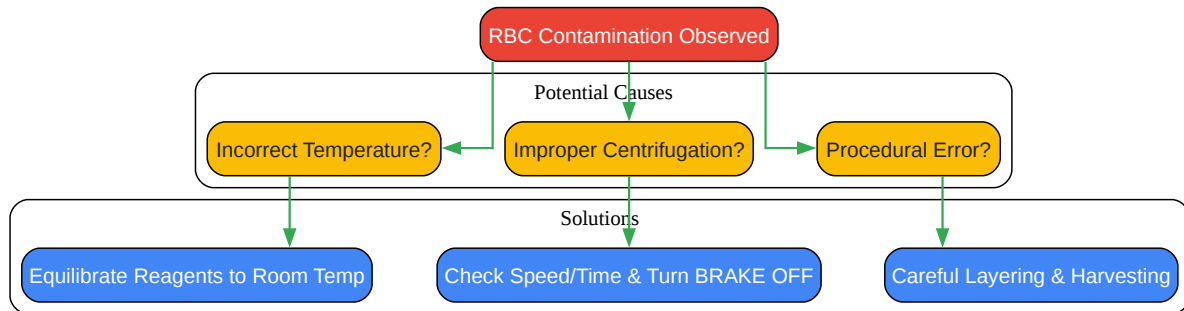 RBC Contamination Observed
Potential Causes
Incorrect Temperature?
Improper Centrifugation?
Procedural Error?
Solutions
Equilibrate Reagents to Room Temp
Check Speed/Time & Turn BRAKE OFF
Careful Layering & Harvesting